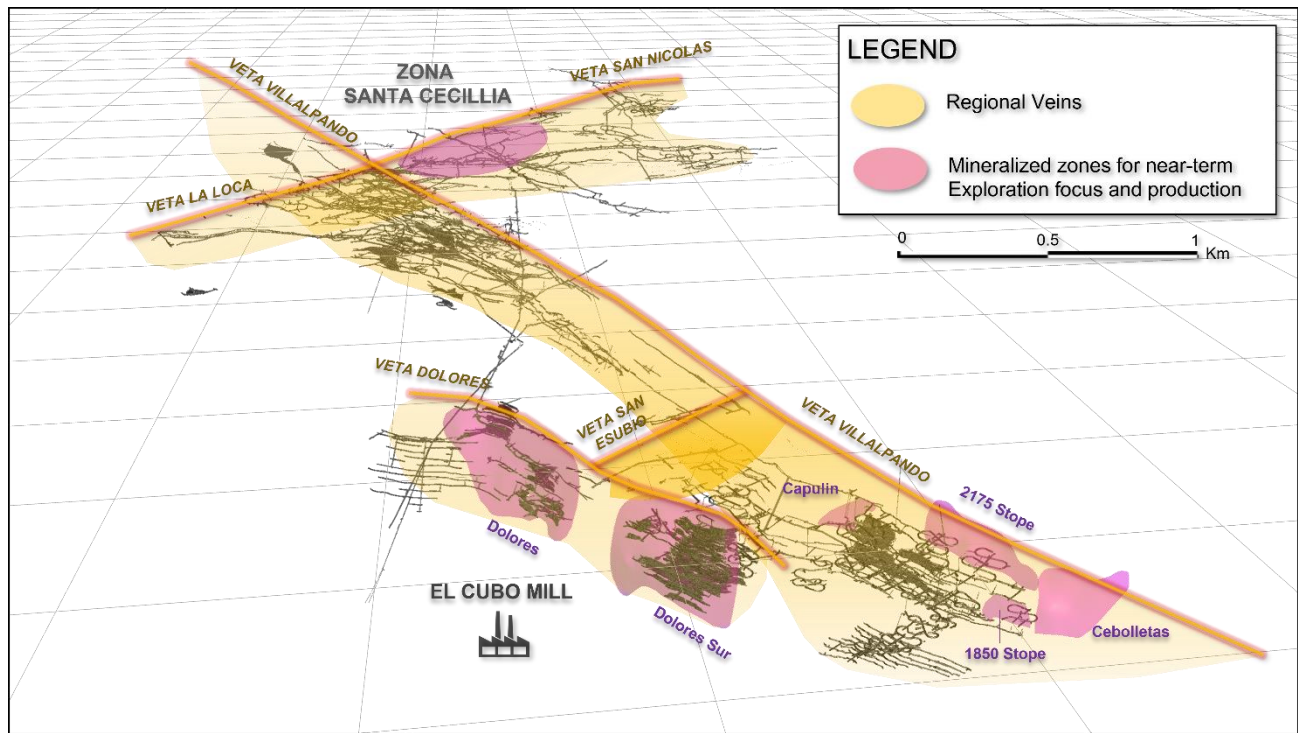 LEGEND
Regional Veins
Mineralized zones for near-term
Exploration focus and production
0
0.5
1
Km
VETA VILLALPANDO
ZONA
SANTA CECILLIA
VETA SAN NICOLAS
VETA LA LOCA
VETA DOLORES
VETA SAN
ESUBIO
VETA VILLALPANDO
Capulin
2175 Stope
Dolores
EL CUBO MILL
Dolores Sur
1850 Stope
Cebolletas